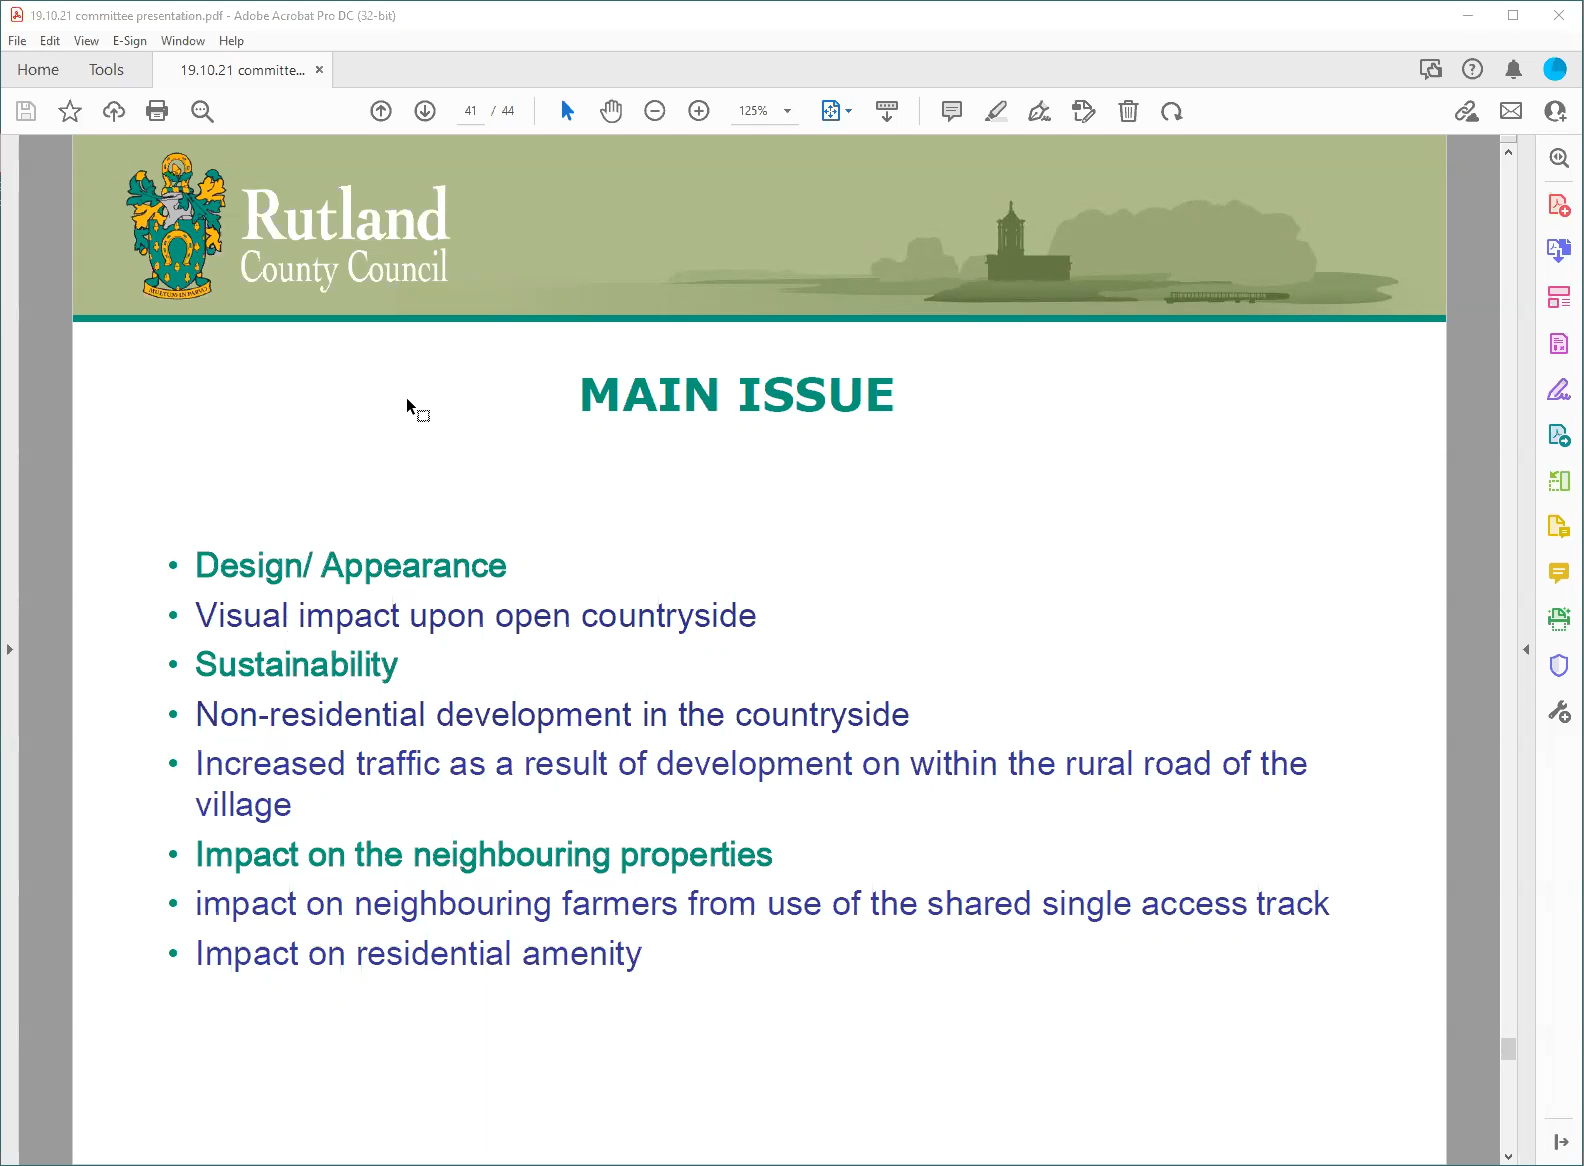 19.10.21 committee presentation.pdf - Adobe Acrobat Pro DC (32-bit)
File Edit View E-Sign Window Help
Home Tools 19.10.21 committe... ×
41 / 44 125%
Rutland
County Council
MULTUM IN PARVO
MAIN ISSUE
• Design/ Appearance
• Visual impact upon open countryside
• Sustainability
• Non-residential development in the countryside
• Increased traffic as a result of development on within the rural road of the
village
• Impact on the neighbouring properties
• impact on neighbouring farmers from use of the shared single access track
• Impact on residential amenity